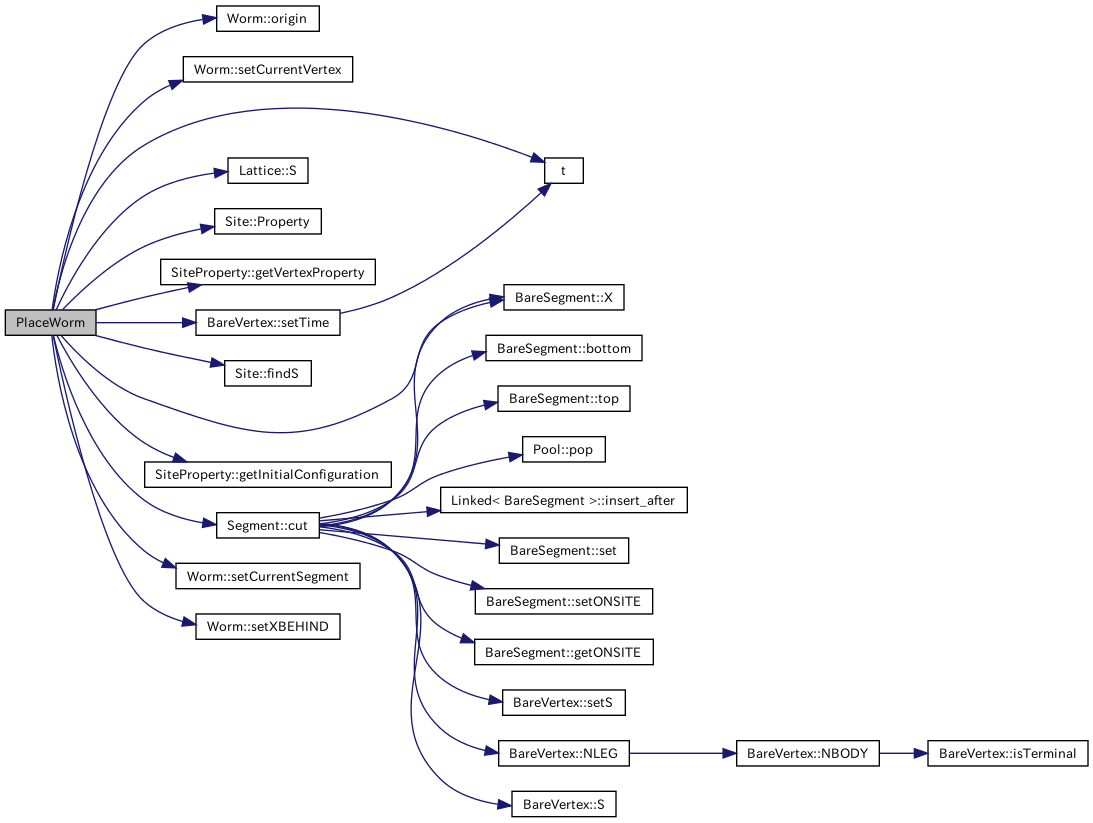 Worm::origin
Worm::setCurrentVertex
t
Lattice::S
Site::Property
SiteProperty::getVertexProperty
BareSegment::X
PlaceWorm
BareVertex::setTime
BareSegment::bottom
Site::findS
BareSegment::top
Pool::pop
SiteProperty::getInitialConfiguration
Linked< BareSegment >::insert_after
Segment::cut
BareSegment::set
Worm::setCurrentSegment
BareSegment::setONSITE
Worm::setXBEHIND
BareSegment::getONSITE
BareVertex::setS
BareVertex::NLEG
BareVertex::NBODY
BareVertex::isTerminal
BareVertex::S